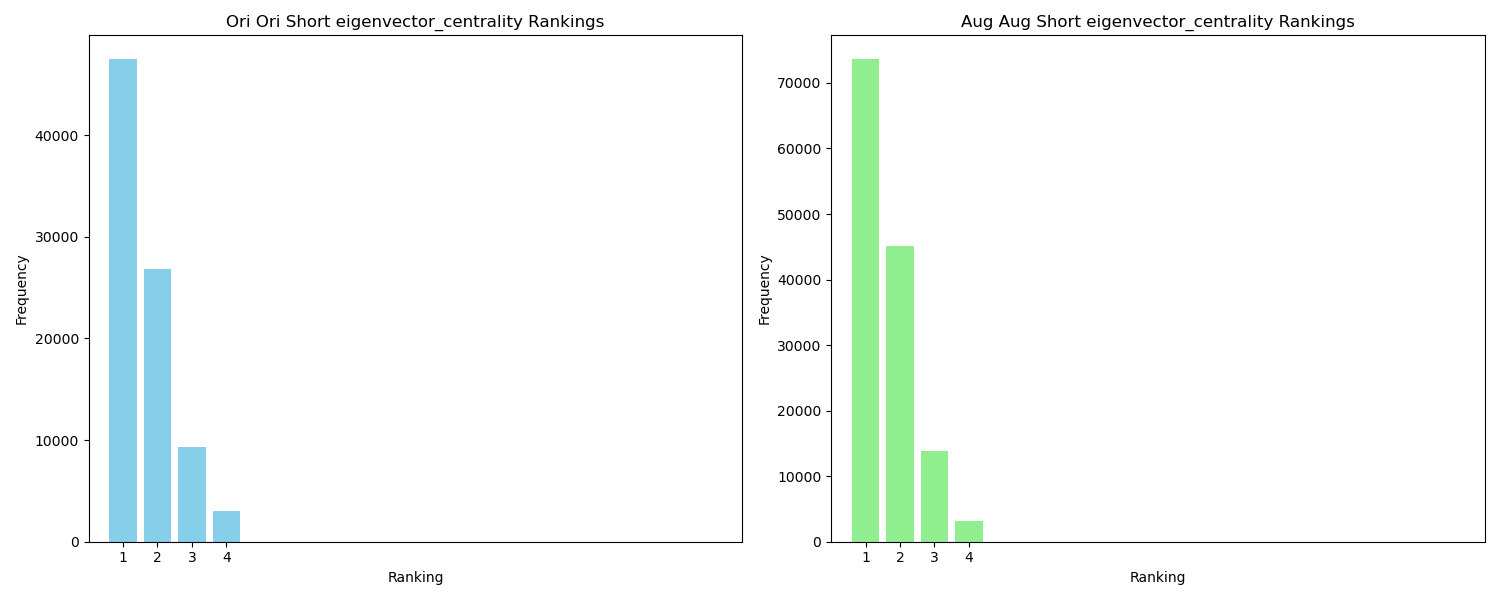 Ori Ori Short eigenvector_centrality Rankings
40000
30000
20000
10000
0
Frequency
1 2 3 4
Ranking
Aug Aug Short eigenvector_centrality Rankings
70000
60000
50000
40000
30000
20000
10000
0
Frequency
1 2 3 4
Ranking